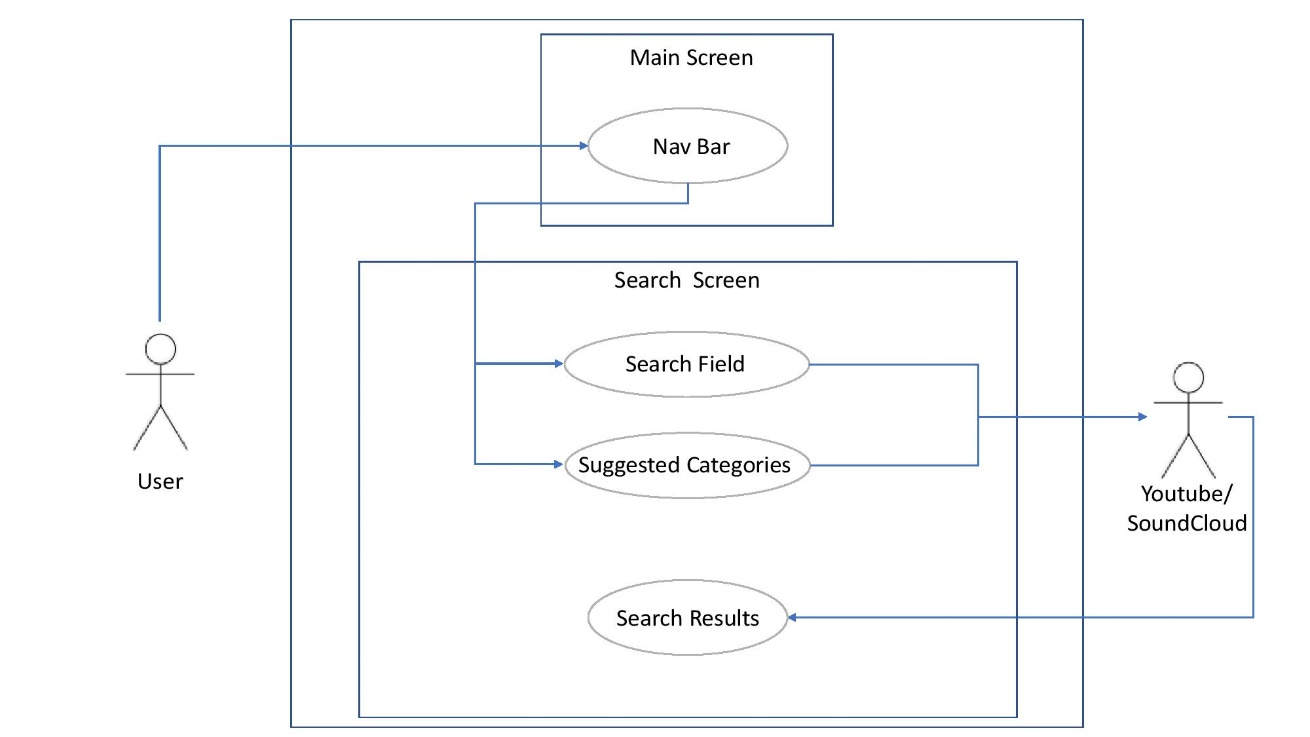 Main Screen
Nav Bar
Search Screen
Search Field
Suggested Categories
User
Youtube/
SoundCloud
Search Results